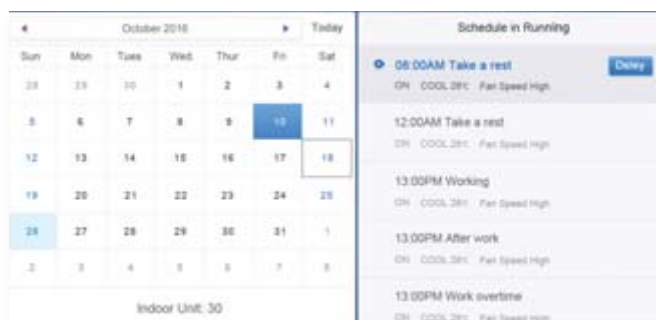 October 2016 Today
Sun Mon Tues Wed Thur Fri Sat
28 29 30 1 2 3 4
5 6 7 8 9 10 11
12 13 14 15 16 17 18
19 20 21 22 23 24 25
26 27 28 29 30 31 1
2 3 4 5 6 7 8
Indoor Unit: 30
Schedule in Running
08:00AM Take a rest Delay
ON COOL Fan Speed High
12:00AM Take a rest
ON COOL Fan Speed High
13:00PM Working
ON COOL Fan Speed High
13:00PM After work
ON COOL Fan Speed High
13:00PM Work overtime
ON COOL Fan Speed High